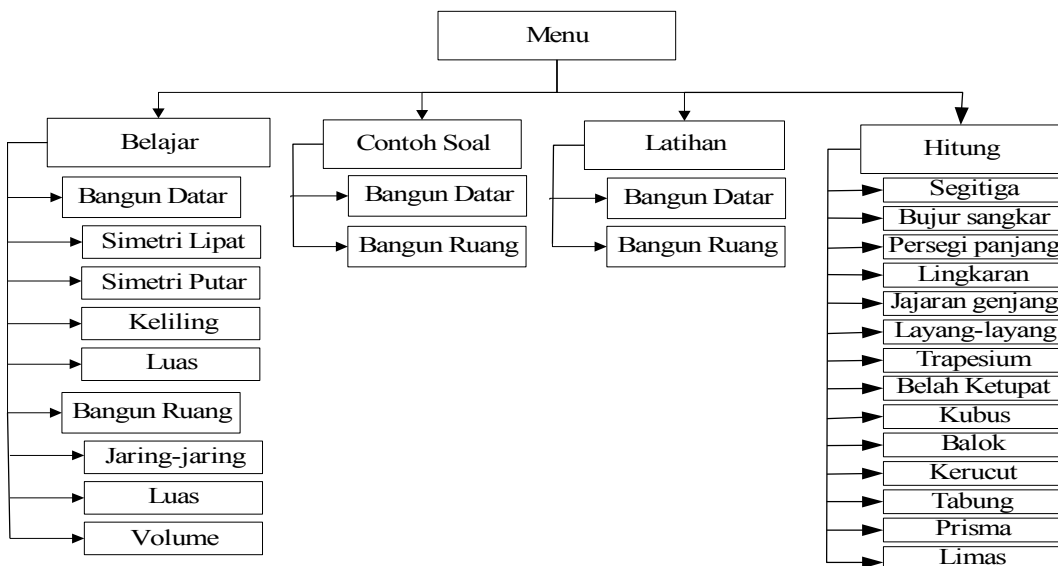 Menu
Belajar
Bangun Datar
Simetri Lipat
Simetri Putar
Keliling
Luas
Bangun Ruang
Jaring-jaring
Luas
Volume
Contoh Soal
Bangun Datar
Bangun Ruang
Latihan
Bangun Datar
Bangun Ruang
Hitung
Segitiga
Bujur sangkar
Persegi panjang
Lingkaran
Jajaran genjang
Layang-layang
Trapesium
Belah Ketupat
Kubus
Balok
Kerucut
Tabung
Prisma
Limas